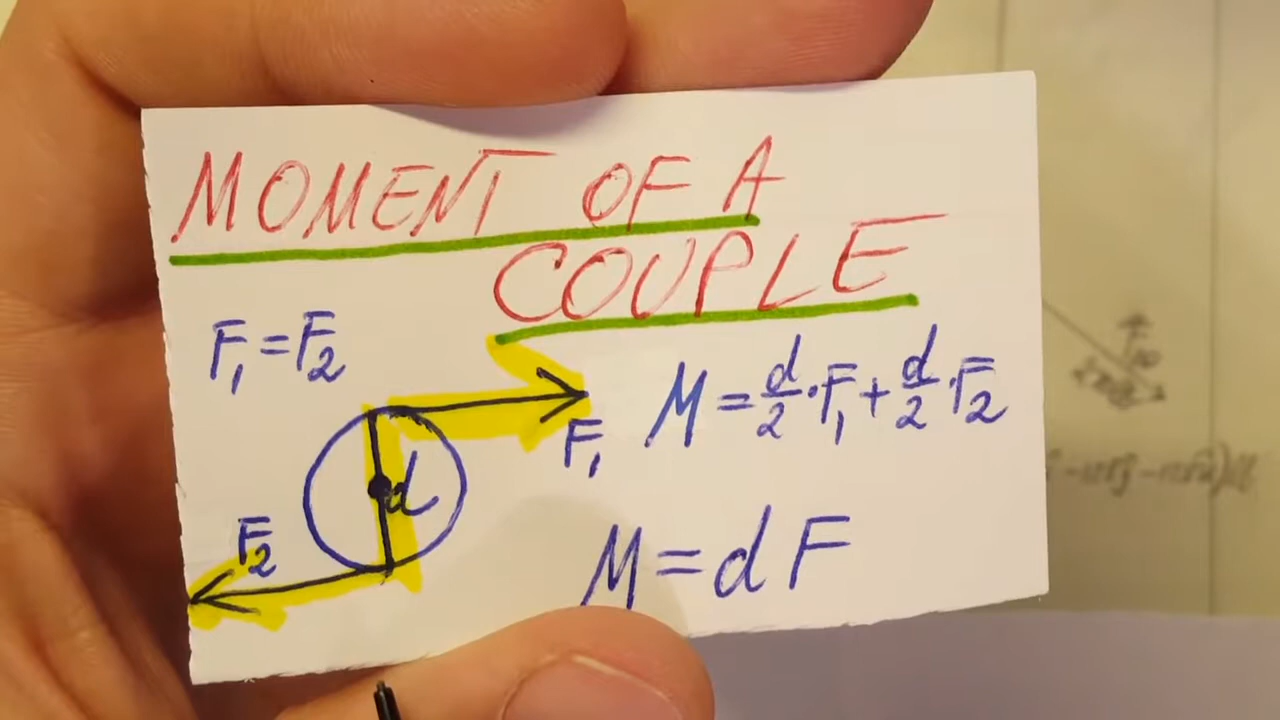 MOMENT OF A
COUPLE
F₁=F₂
M=d/2·F₁+d/2·F₂
F₁
d
F₂
M=dF